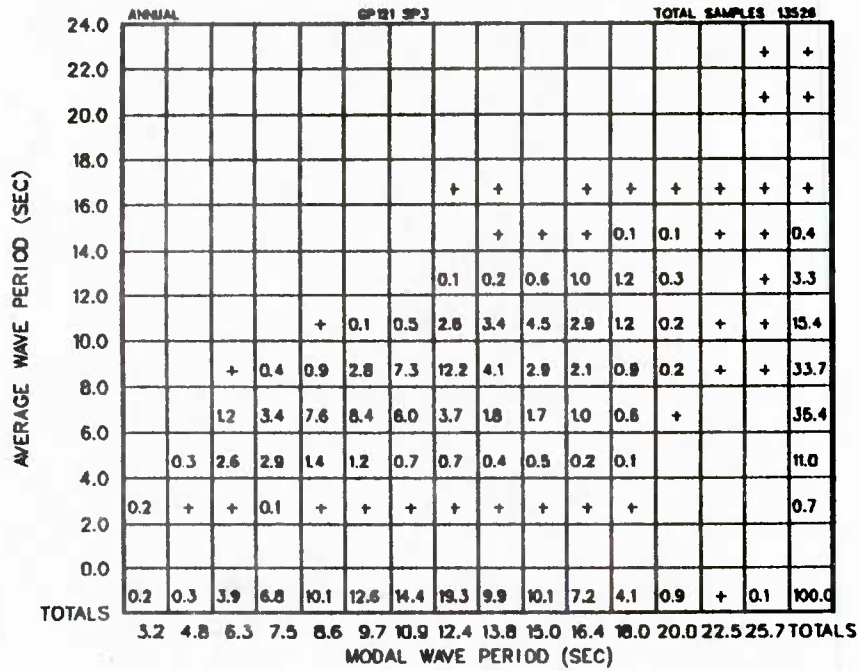 ANNUAL GP121 SP3 TOTAL SAMPLES 13526
24.0
+ +
22.0
+ +
20.0
18.0
+ + + + + + + +
16.0
+ + + 0.1 0.1 + + 0.4
14.0
0.1 0.2 0.6 1.0 1.2 0.3 + 3.3
12.0
+ 0.1 0.5 2.6 3.4 4.5 2.9 1.2 0.2 + + 15.4
10.0
+ 0.4 0.9 2.8 7.3 12.2 4.1 2.9 2.1 0.9 0.2 + + 33.7
8.0
1.2 3.4 7.6 8.4 6.0 3.7 1.8 1.7 1.0 0.6 + 35.4
6.0
0.3 2.6 2.9 1.4 1.2 0.7 0.7 0.4 0.5 0.2 0.1 11.0
4.0
0.2 + + 0.1 + + + + + + + + 0.7
2.0
0.0
0.2 0.3 3.9 6.8 10.1 12.6 14.4 19.3 9.9 10.1 7.2 4.1 0.9 + 0.1 100.0
TOTALS
3.2 4.8 6.3 7.5 8.6 9.7 10.9 12.4 13.8 15.0 16.4 18.0 20.0 22.5 25.7 TOTALS
MODAL WAVE PERIOD (SEC)
AVERAGE WAVE PERIOD (SEC)